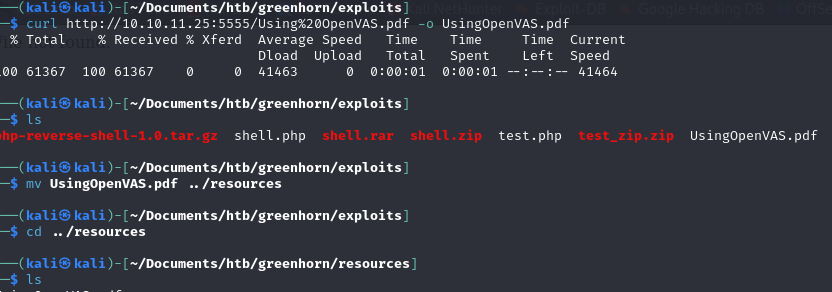 $ curl http://10.10.11.25:5555/Using%20OpenVAS.pdf -o UsingOpenVAS.pdf
% Total % Received % Xferd Average Speed Time Time Time Current
Dload Upload Total Spent Left Speed
100 61367 100 61367 0 0 41463 0 0:00:01 0:00:01 --:--:-- 41464
(kali㉿kali)-[~/Documents/htb/greenhorn/exploits]
$ ls
php-reverse-shell-1.0.tar.gz shell.php shell.rar shell.zip test.php test_zip.zip UsingOpenVAS.pdf
(kali㉿kali)-[~/Documents/htb/greenhorn/exploits]
$ mv UsingOpenVAS.pdf ../resources
(kali㉿kali)-[~/Documents/htb/greenhorn/exploits]
$ cd ../resources
(kali㉿kali)-[~/Documents/htb/greenhorn/resources]
$ ls